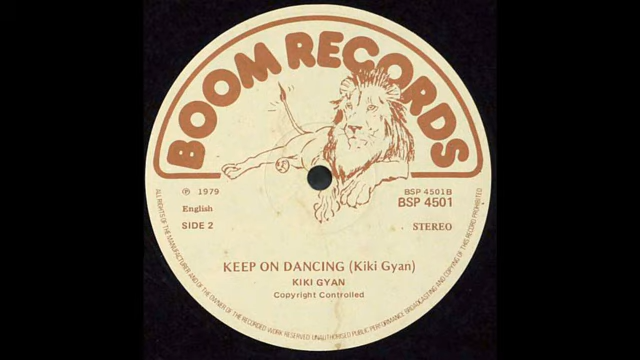 BOOM RECORDS
℗ 1979
English
SIDE 2
BSP 4501B
BSP 4501
STEREO
KEEP ON DANCING (Kiki Gyan)
KIKI GYAN
Copyright Controlled
ALL RIGHTS OF THE MANUFACTURER AND OF THE OWNER OF THE RECORDED WORK RESERVED UNAUTHORISED PUBLIC PERFORMANCE BROADCASTING AND COPYING OF THIS RECORD PROHIBITED